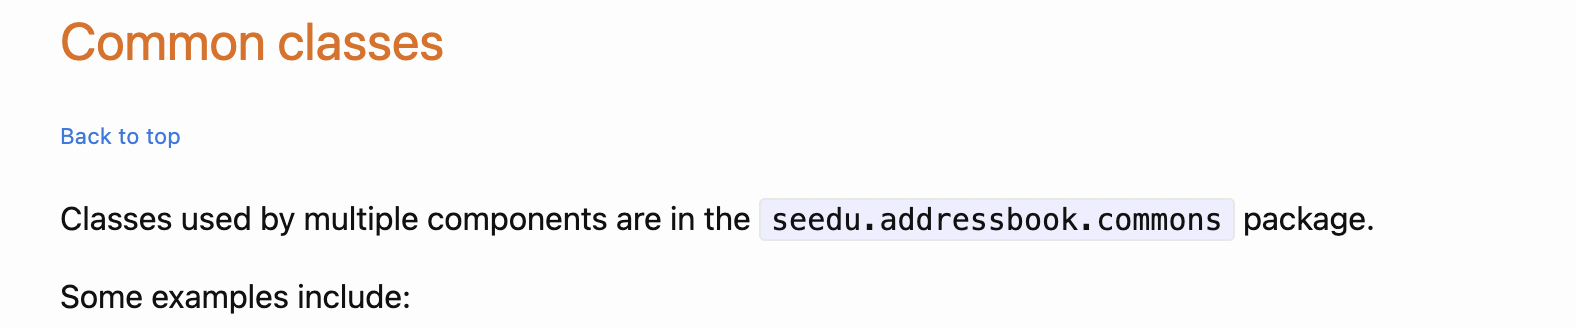 Common classes
Back to top
Classes used by multiple components are in the seedu.addressbook.commons package.
Some examples include: